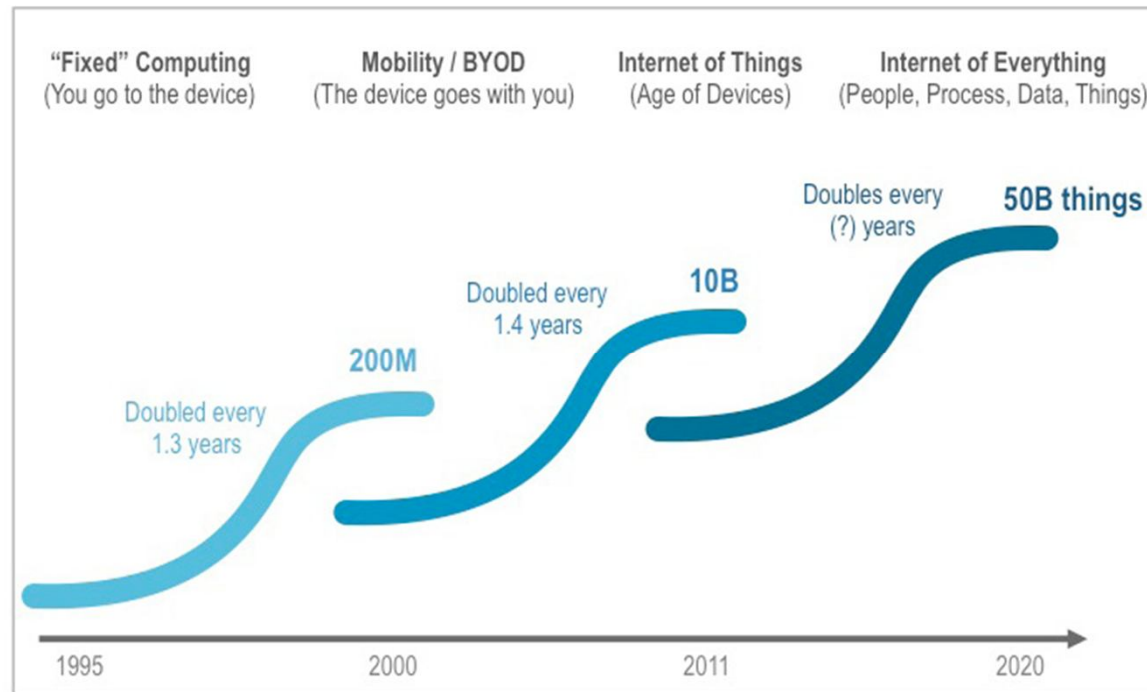 “Fixed” Computing
(You go to the device)
Mobility / BYOD
(The device goes with you)
Internet of Things
(Age of Devices)
Internet of Everything
(People, Process, Data, Things)
Doubled every
1.3 years
200M
Doubled every
1.4 years
10B
Doubles every
(?) years
50B things
1995
2000
2011
2020